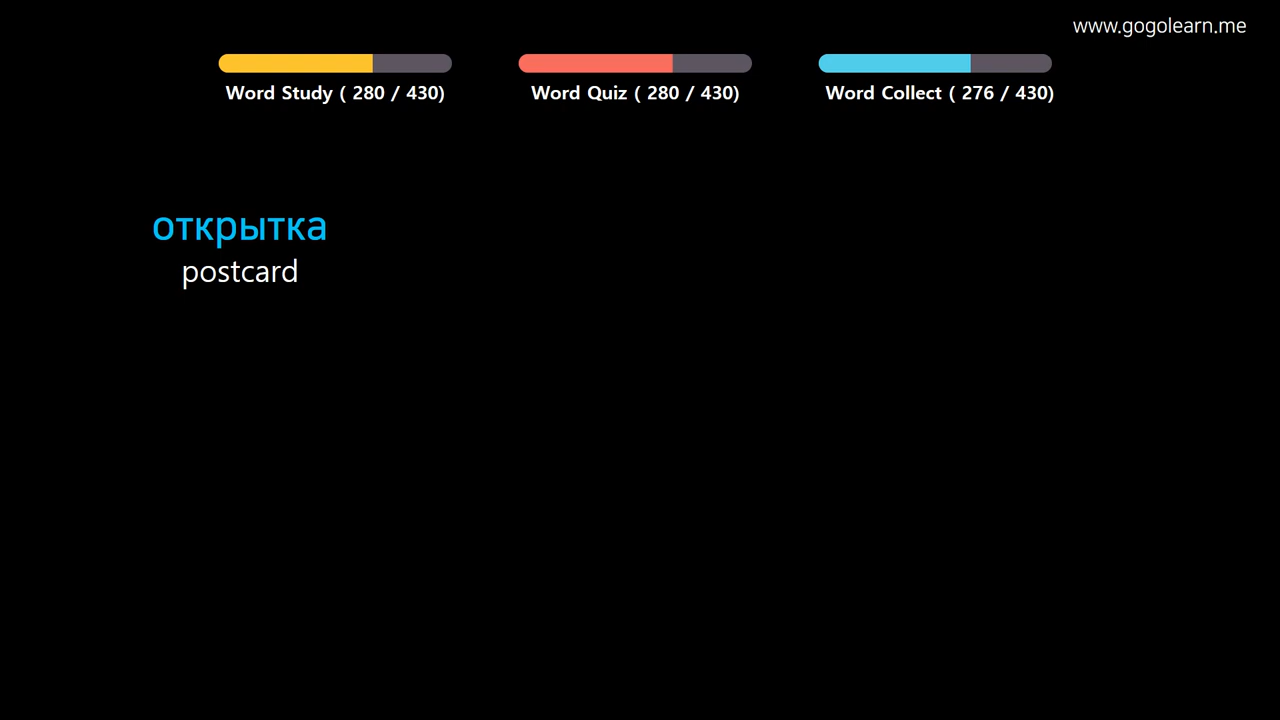 www.gogolearn.me
Word Study ( 280 / 430)
Word Quiz ( 280 / 430)
Word Collect ( 276 / 430)
открытка
postcard